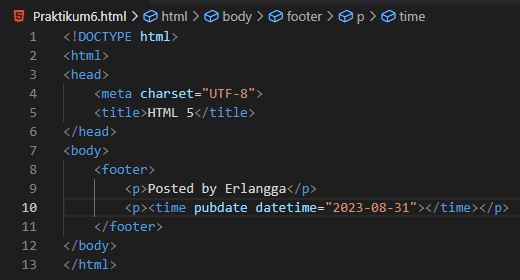 Praktikum6.html > html > body > footer > p > time
1 <!DOCTYPE html>
2 <html>
3 <head>
4     <meta charset="UTF-8">
5     <title>HTML 5</title>
6 </head>
7 <body>
8     <footer>
9         <p>Posted by Erlangga</p>
10         <p><time pubdate datetime="2023-08-31"></time></p>
11     </footer>
12 </body>
13 </html>